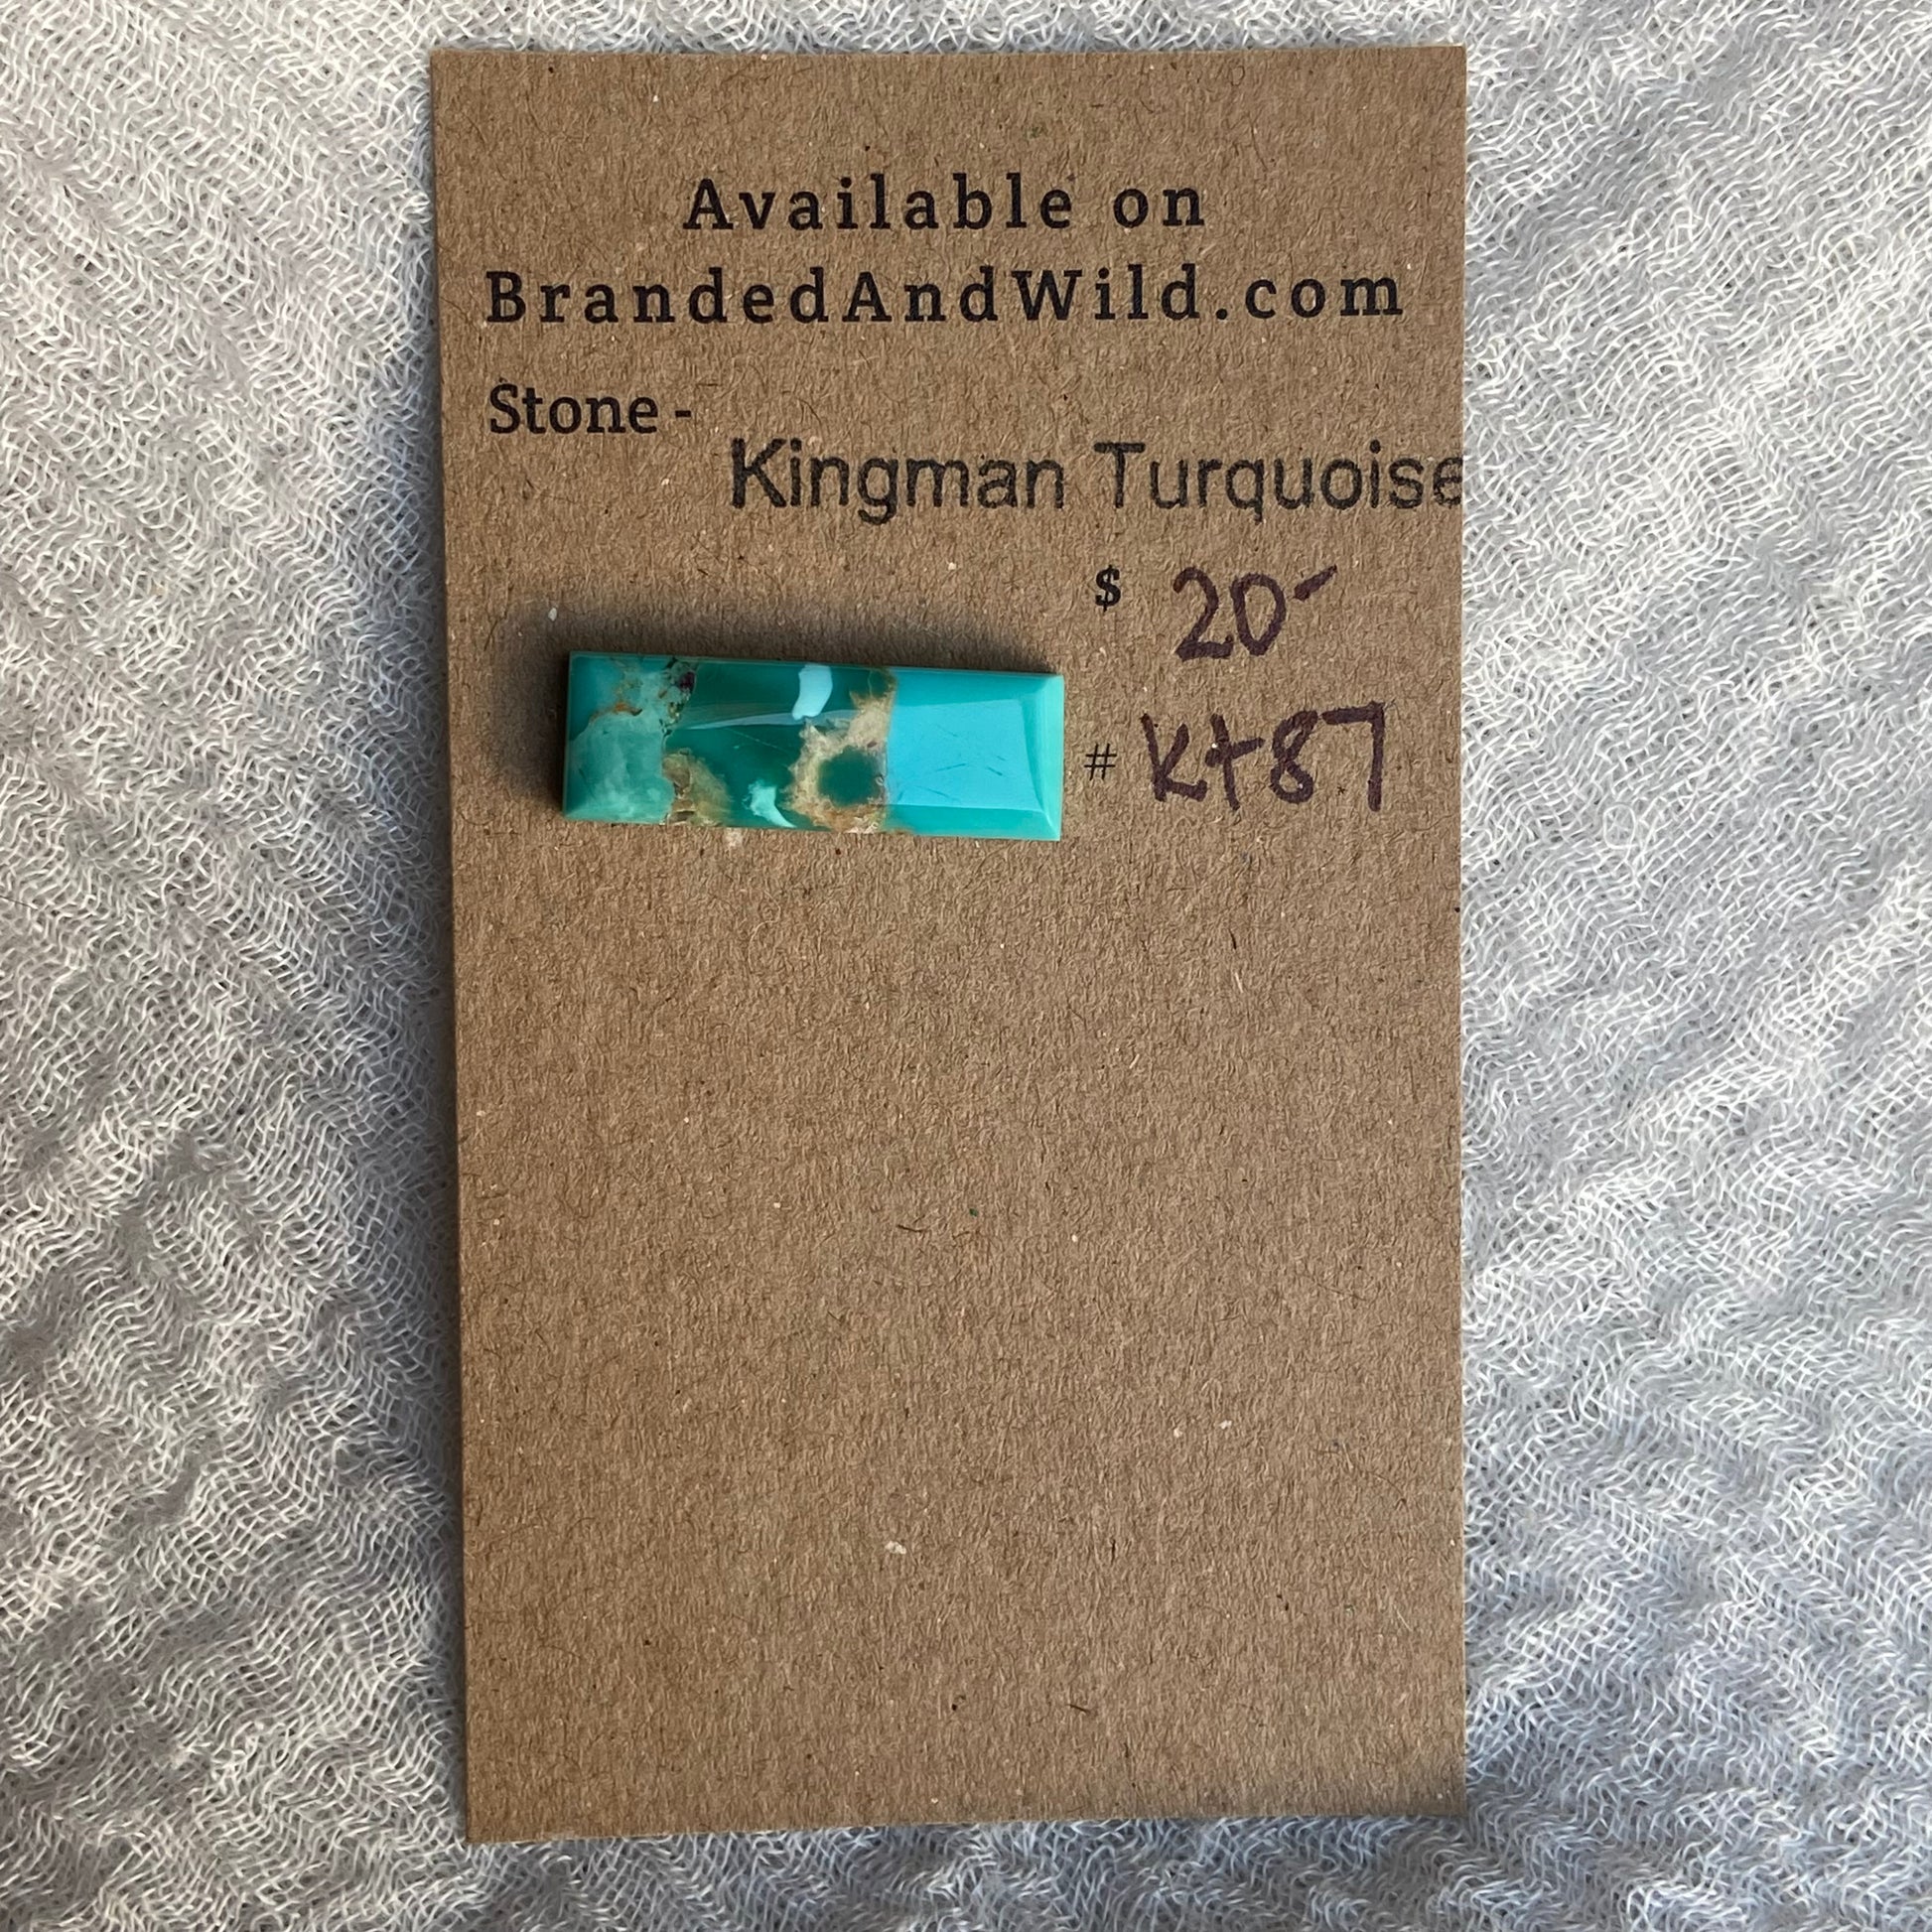 Available on
BrandedAndWild.com
Stone -
Kingman Turquoise
$ 20-
# Kt87